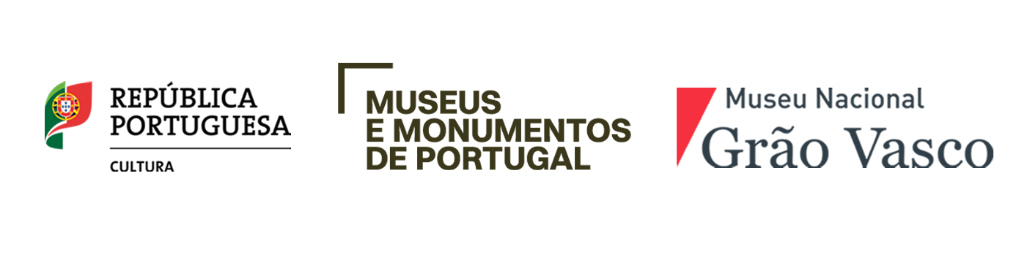 REPÚBLICA
PORTUGUESA
CULTURA
MUSEUS
E MONUMENTOS
DE PORTUGAL
Museu Nacional
Grão Vasco